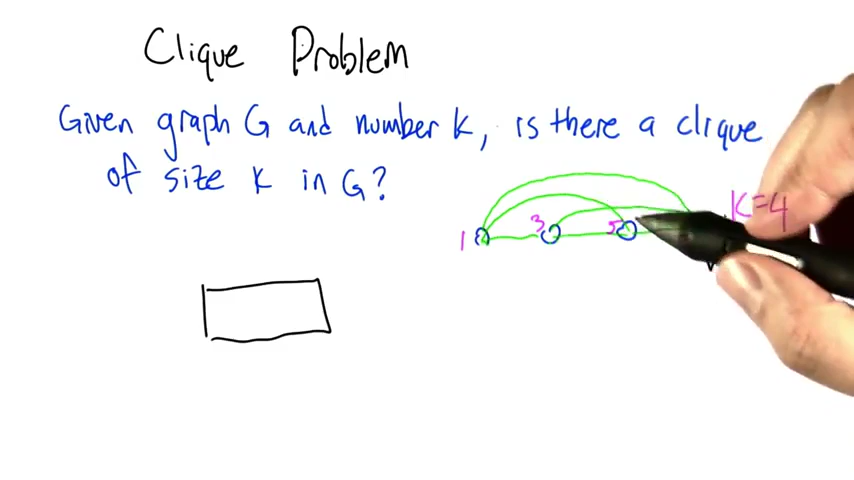 Clique Problem
Given graph G and number K, is there a clique
of size K in G?
K=4
1 3 5